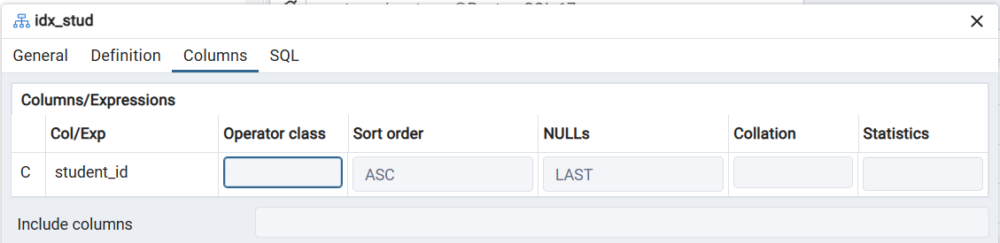 idx_stud
General Definition Columns SQL
Columns/Expressions
Col/Exp Operator class Sort order NULLs Collation Statistics
C student_id ASC LAST
Include columns